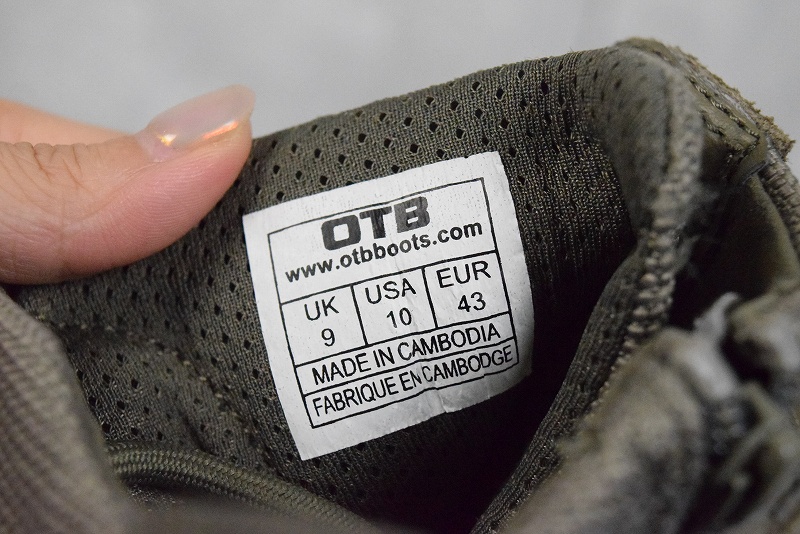 OTB
www.otbboots.com
UK USA EUR
9 10 43
MADE IN CAMBODIA
FABRIQUE EN CAMBODGE